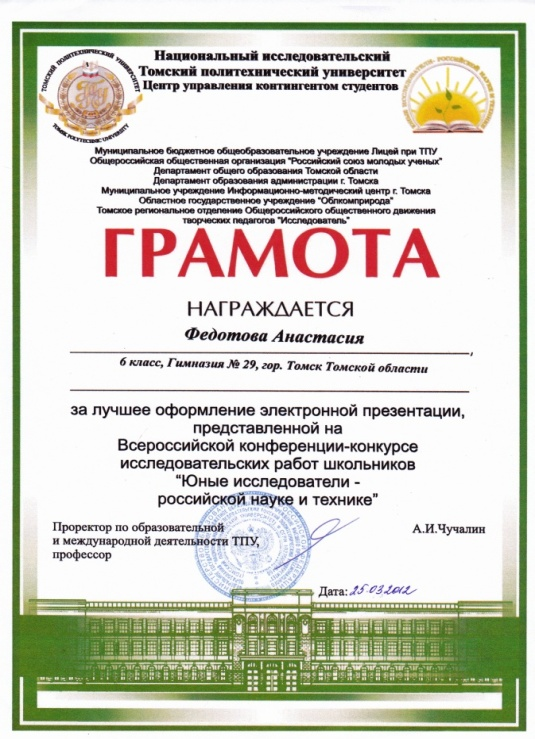 Национальный исследовательский
Томский политехнический университет
Центр управления контингентом студентов
ТОМСКИЙ ПОЛИТЕХНИЧЕСКИЙ УНИВЕРСИТЕТ
TOMSK POLYTECHNIC UNIVERSITY
Муниципальное бюджетное общеобразовательное учреждение Лицей при ТПУ
Общероссийская общественная организация "Российский союз молодых ученых"
Департамент общего образования Томской области
Департамент образования администрации г. Томска
Муниципальное учреждение Информационно-методический центр г. Томска
Областное государственное учреждение "Облкомприрода"
Томское региональное отделение Общероссийского общественного движения
творческих педагогов "Исследователь"
ГРАМОТА
НАГРАЖДАЕТСЯ
Федотова Анастасия
,
6 класс, Гимназия № 29, гор. Томск Томской области
за лучшее оформление электронной презентации,
представленной на
Всероссийской конференции-конкурсе
исследовательских работ школьников
"Юные исследователи -
российской науке и технике"
Проректор по образовательной
и международной деятельности ТПУ,
профессор
А.И.Чучалин
Дата: 25.03.2012